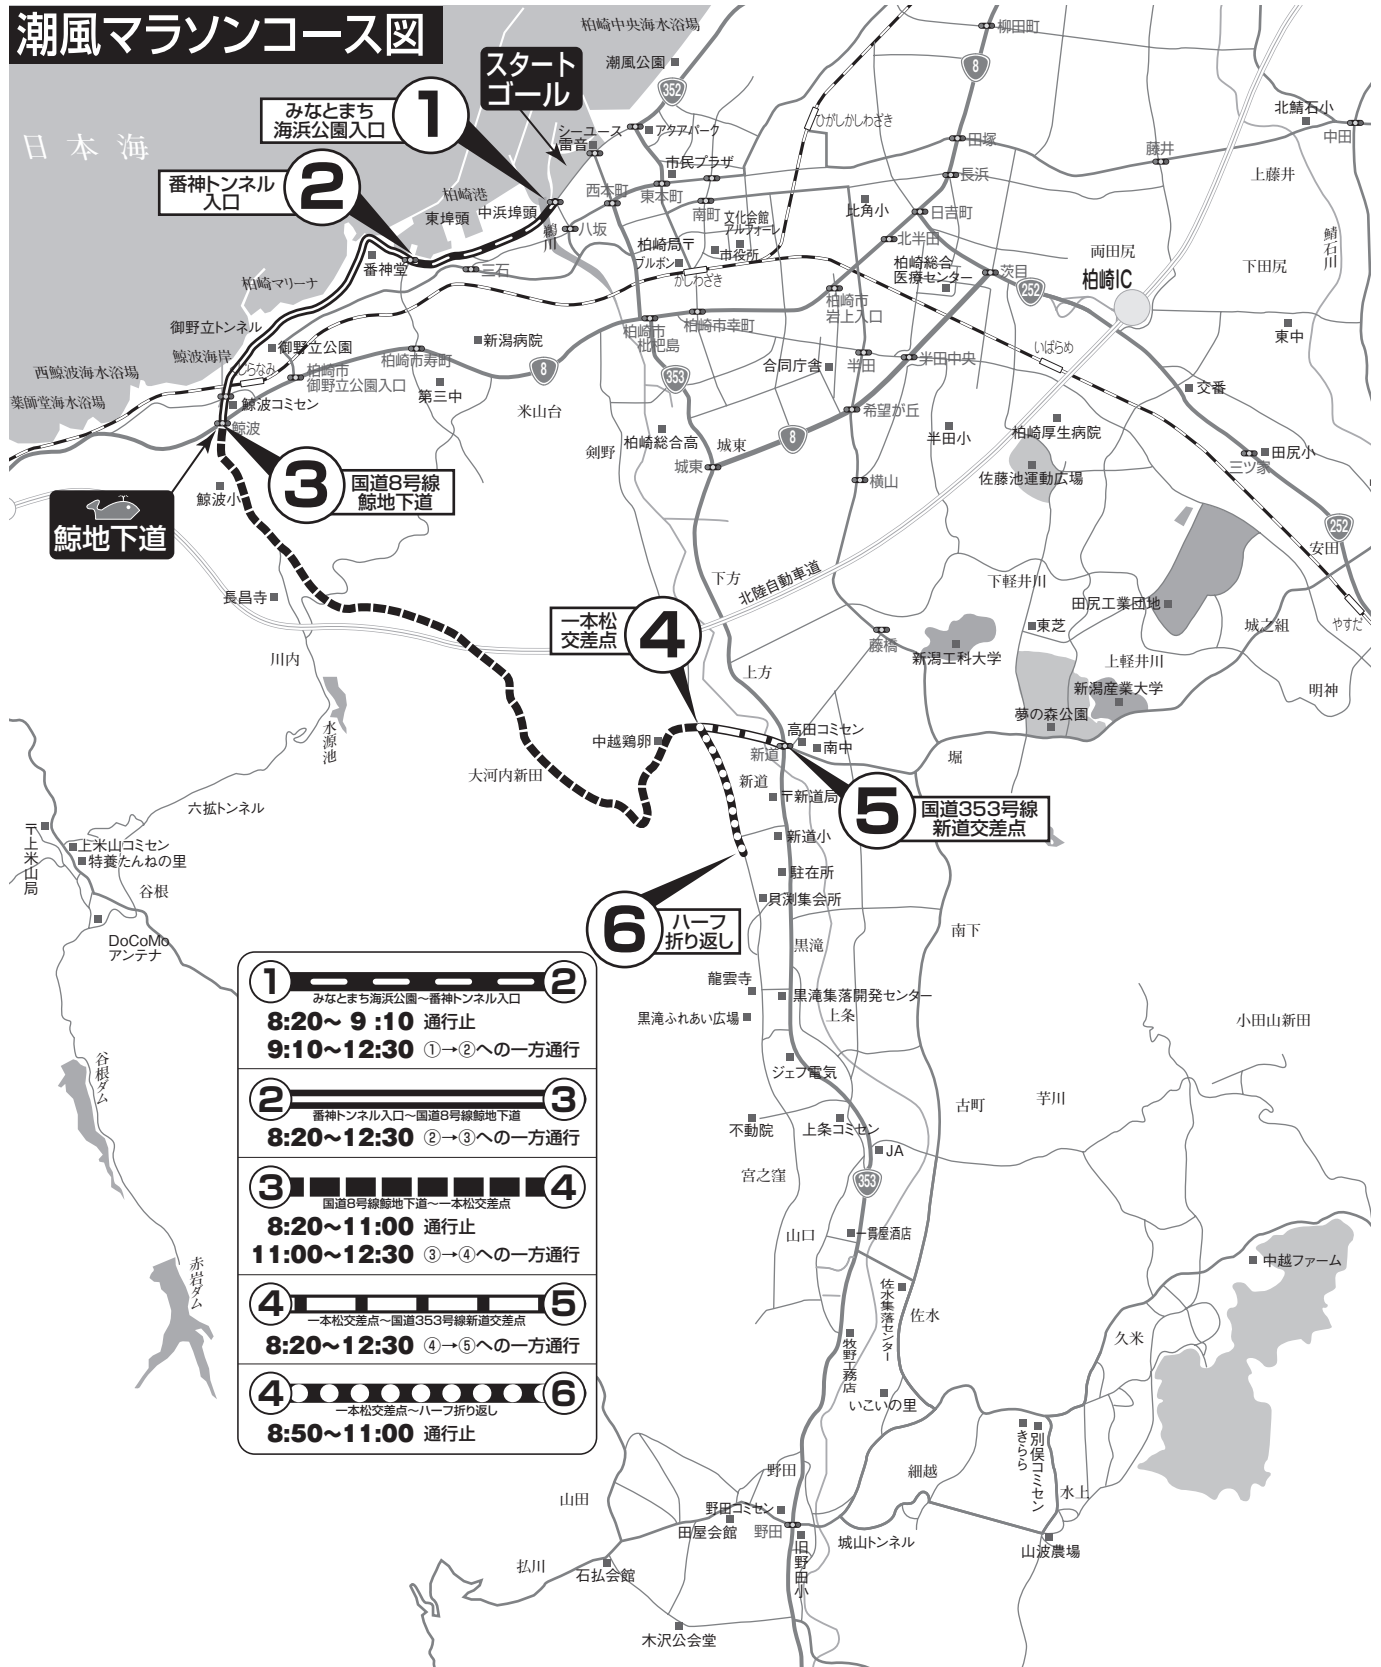 潮風マラソンコース図
柏崎中央海水浴場
柳田町
8
潮風公園
スタート
ゴール
352
みなとまち
海浜公園入口
1
ひがしかしわざき
北鯖石小
中田
シーユース
雷音
アクアパーク
日本海
田塚
藤井
市民プラザ
上藤井
番神トンネル
入口
2
柏崎港
東埠頭
中浜埠頭
西本町
東本町
長浜
南町
文化会館
アルフォーレ
比角小
日吉町
鵜川
八坂
柏崎局〒
市役所
北半田
両田尻
鯖石川
番神堂
三石
ブルボン
かしわざき
柏崎総合
医療センター
茨目
柏崎IC
下田尻
柏崎マリーナ
252
柏崎市
岩上入口
御野立トンネル
柏崎市
枇杷島
柏崎市幸町
東中
鯨波海岸
御野立公園
新潟病院
柏崎市寿町
いばらめ
西鯨波海水浴場
くじらなみ
柏崎市
御野立公園入口
8
353
合同庁舎
半田
半田中央
交番
第三中
薬師堂海水浴場
鯨波コミセン
米山台
希望が丘
鯨波
剣野
柏崎総合高
城東
8
半田小
柏崎厚生病院
田尻小
三ツ家
城東
3
国道8号線
鯨地下道
鯨波小
横山
佐藤池運動広場
鯨地下道
252
安田
下方
北陸自動車道
下軽井川
長昌寺
田尻工業団地
一本松
交差点
4
藤橋
東芝
城之組
やすだ
川内
新潟工科大学
上軽井川
上方
新潟産業大学
明神
水源池
夢の森公園
高田コミセン
中越鶏卵
新道
南中
堀
大河内新田
新道
〒新道局
5
国道353号線
新道交差点
六拡トンネル
〒上米山局
上米山コミセン
特養たんねの里
新道小
駐在所
谷根
貝渕集会所
6
ハーフ
折り返し
南下
DoCoMo
アンテナ
黒滝
龍雲寺
黒滝集落開発センター
上条
黒滝ふれあい広場
小田山新田
谷根ダム
ジェフ電気
古町
芋川
不動院
上条コミセン
JA
宮之窪
353
山口
一貫屋酒店
赤岩ダム
中越ファーム
佐水集落センター
佐水
久米
牧野工務店
いこいの里
きらら
別俣コミセン
野田
細越
水上
山田
野田コミセン
田屋会館
野田
旧野田小
城山トンネル
山波農場
払川
石払会館
木沢公会堂
1 2
みなとまち海浜公園～番神トンネル入口
8:20～ 9 :10 通行止
9:10～12:30 ①→②への一方通行
2 3
番神トンネル入口～国道8号線鯨地下道
8:20～12:30 ②→③への一方通行
3 4
国道8号線鯨地下道～一本松交差点
8:20～11:00 通行止
11:00～12:30 ③→④への一方通行
4 5
一本松交差点～国道353号線新道交差点
8:20～12:30 ④→⑤への一方通行
4 6
一本松交差点～ハーフ折り返し
8:50～11:00 通行止